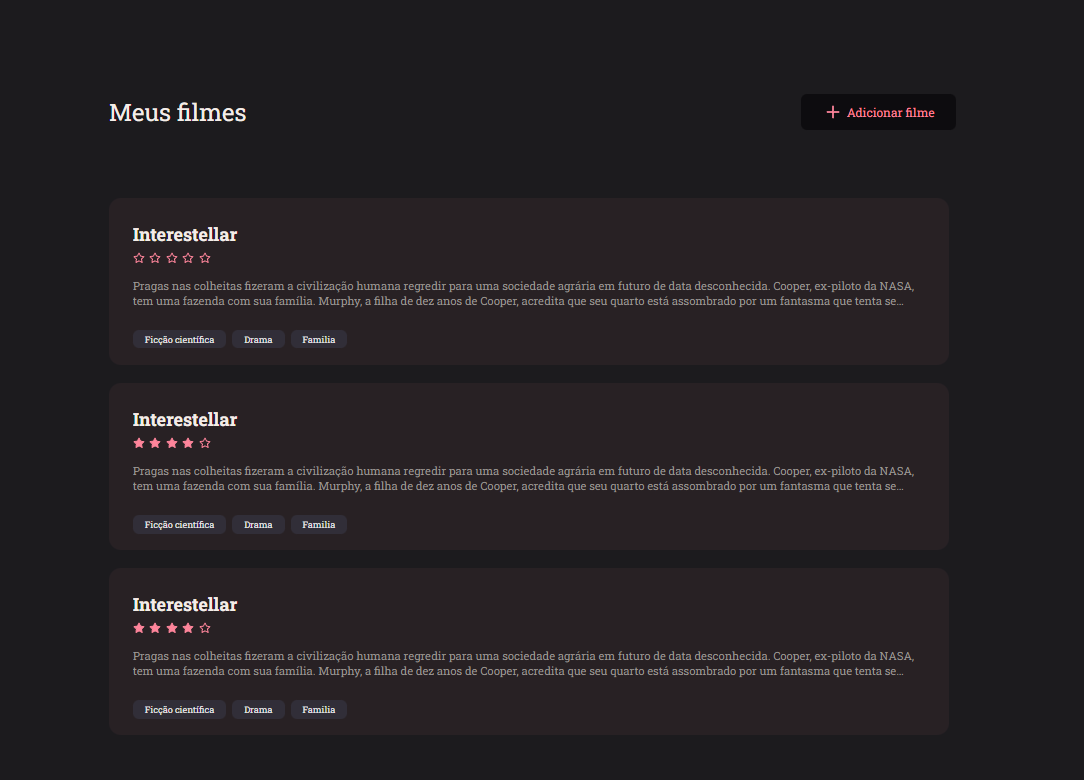 Meus filmes
Adicionar filme
Interestellar
Pragas nas colheitas fizeram a civilização humana regredir para uma sociedade agrária em futuro de data desconhecida. Cooper, ex-piloto da NASA,
tem uma fazenda com sua família. Murphy, a filha de dez anos de Cooper, acredita que seu quarto está assombrado por um fantasma que tenta se...
Ficção científica Drama Família
Interestellar
Pragas nas colheitas fizeram a civilização humana regredir para uma sociedade agrária em futuro de data desconhecida. Cooper, ex-piloto da NASA,
tem uma fazenda com sua família. Murphy, a filha de dez anos de Cooper, acredita que seu quarto está assombrado por um fantasma que tenta se...
Ficção científica Drama Família
Interestellar
Pragas nas colheitas fizeram a civilização humana regredir para uma sociedade agrária em futuro de data desconhecida. Cooper, ex-piloto da NASA,
tem uma fazenda com sua família. Murphy, a filha de dez anos de Cooper, acredita que seu quarto está assombrado por um fantasma que tenta se...
Ficção científica Drama Família